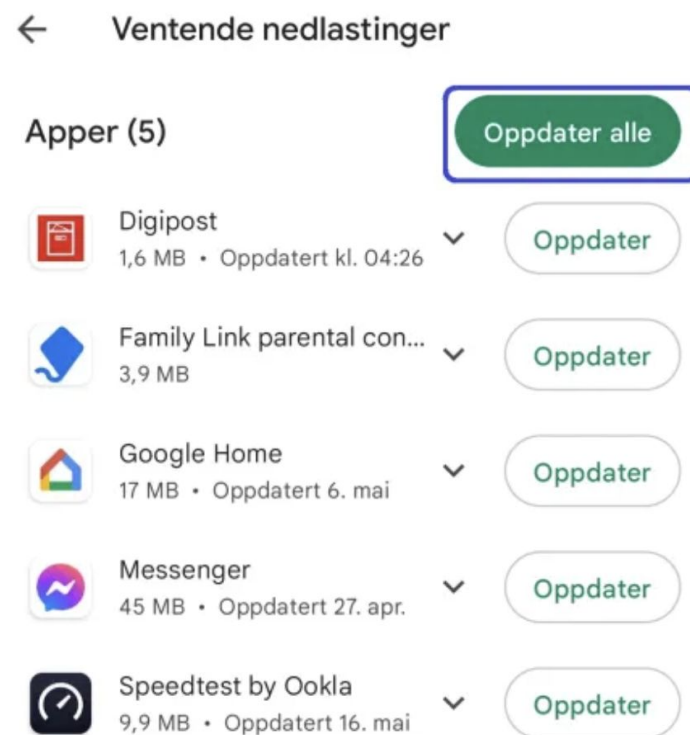 Ventende nedlastinger
Apper (5)
Oppdater alle
Digipost
1,6 MB • Oppdatert kl. 04:26
Oppdater
Family Link parental con...
3,9 MB
Oppdater
Google Home
17 MB • Oppdatert 6. mai
Oppdater
Messenger
45 MB • Oppdatert 27. apr.
Oppdater
Speedtest by Ookla
9,9 MB • Oppdatert 16. mai
Oppdater